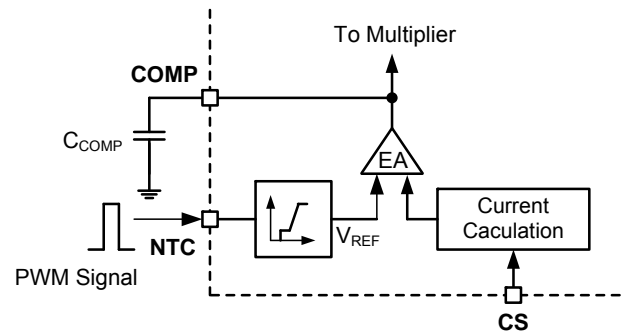 To Multiplier
COMP
CCOMP
EA
NTC
VREF
Current
Caculation
PWM Signal
CS